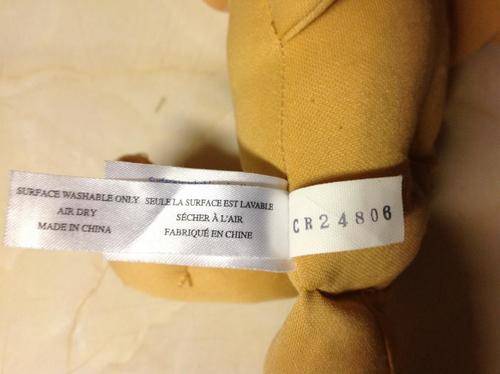 SURFACE WASHABLE ONLY
AIR DRY
MADE IN CHINA
SEULE LA SURFACE EST LAVABLE
SÉCHER À L'AIR
FABRIQUÉ EN CHINE
CR24806